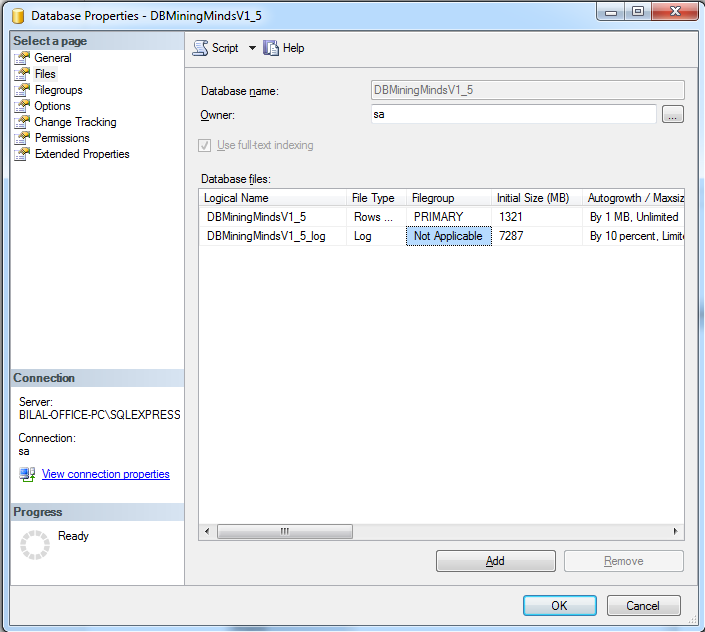 Database Properties - DBMiningMindsV1_5
Select a page
General
Files
Filegroups
Options
Change Tracking
Permissions
Extended Properties
Script Help
Database name: DBMiningMindsV1_5
Owner: sa ...
Use full-text indexing
Database files:
Logical Name File Type Filegroup Initial Size (MB) Autogrowth / Maxsiz
DBMiningMindsV1_5 Rows ... PRIMARY 1321 By 1 MB, Unlimited
DBMiningMindsV1_5_log Log Not Applicable 7287 By 10 percent, Limite
Connection
Server:
BILAL-OFFICE-PC\SQLEXPRESS
Connection:
sa
View connection properties
Progress
Ready
Add Remove
OK Cancel